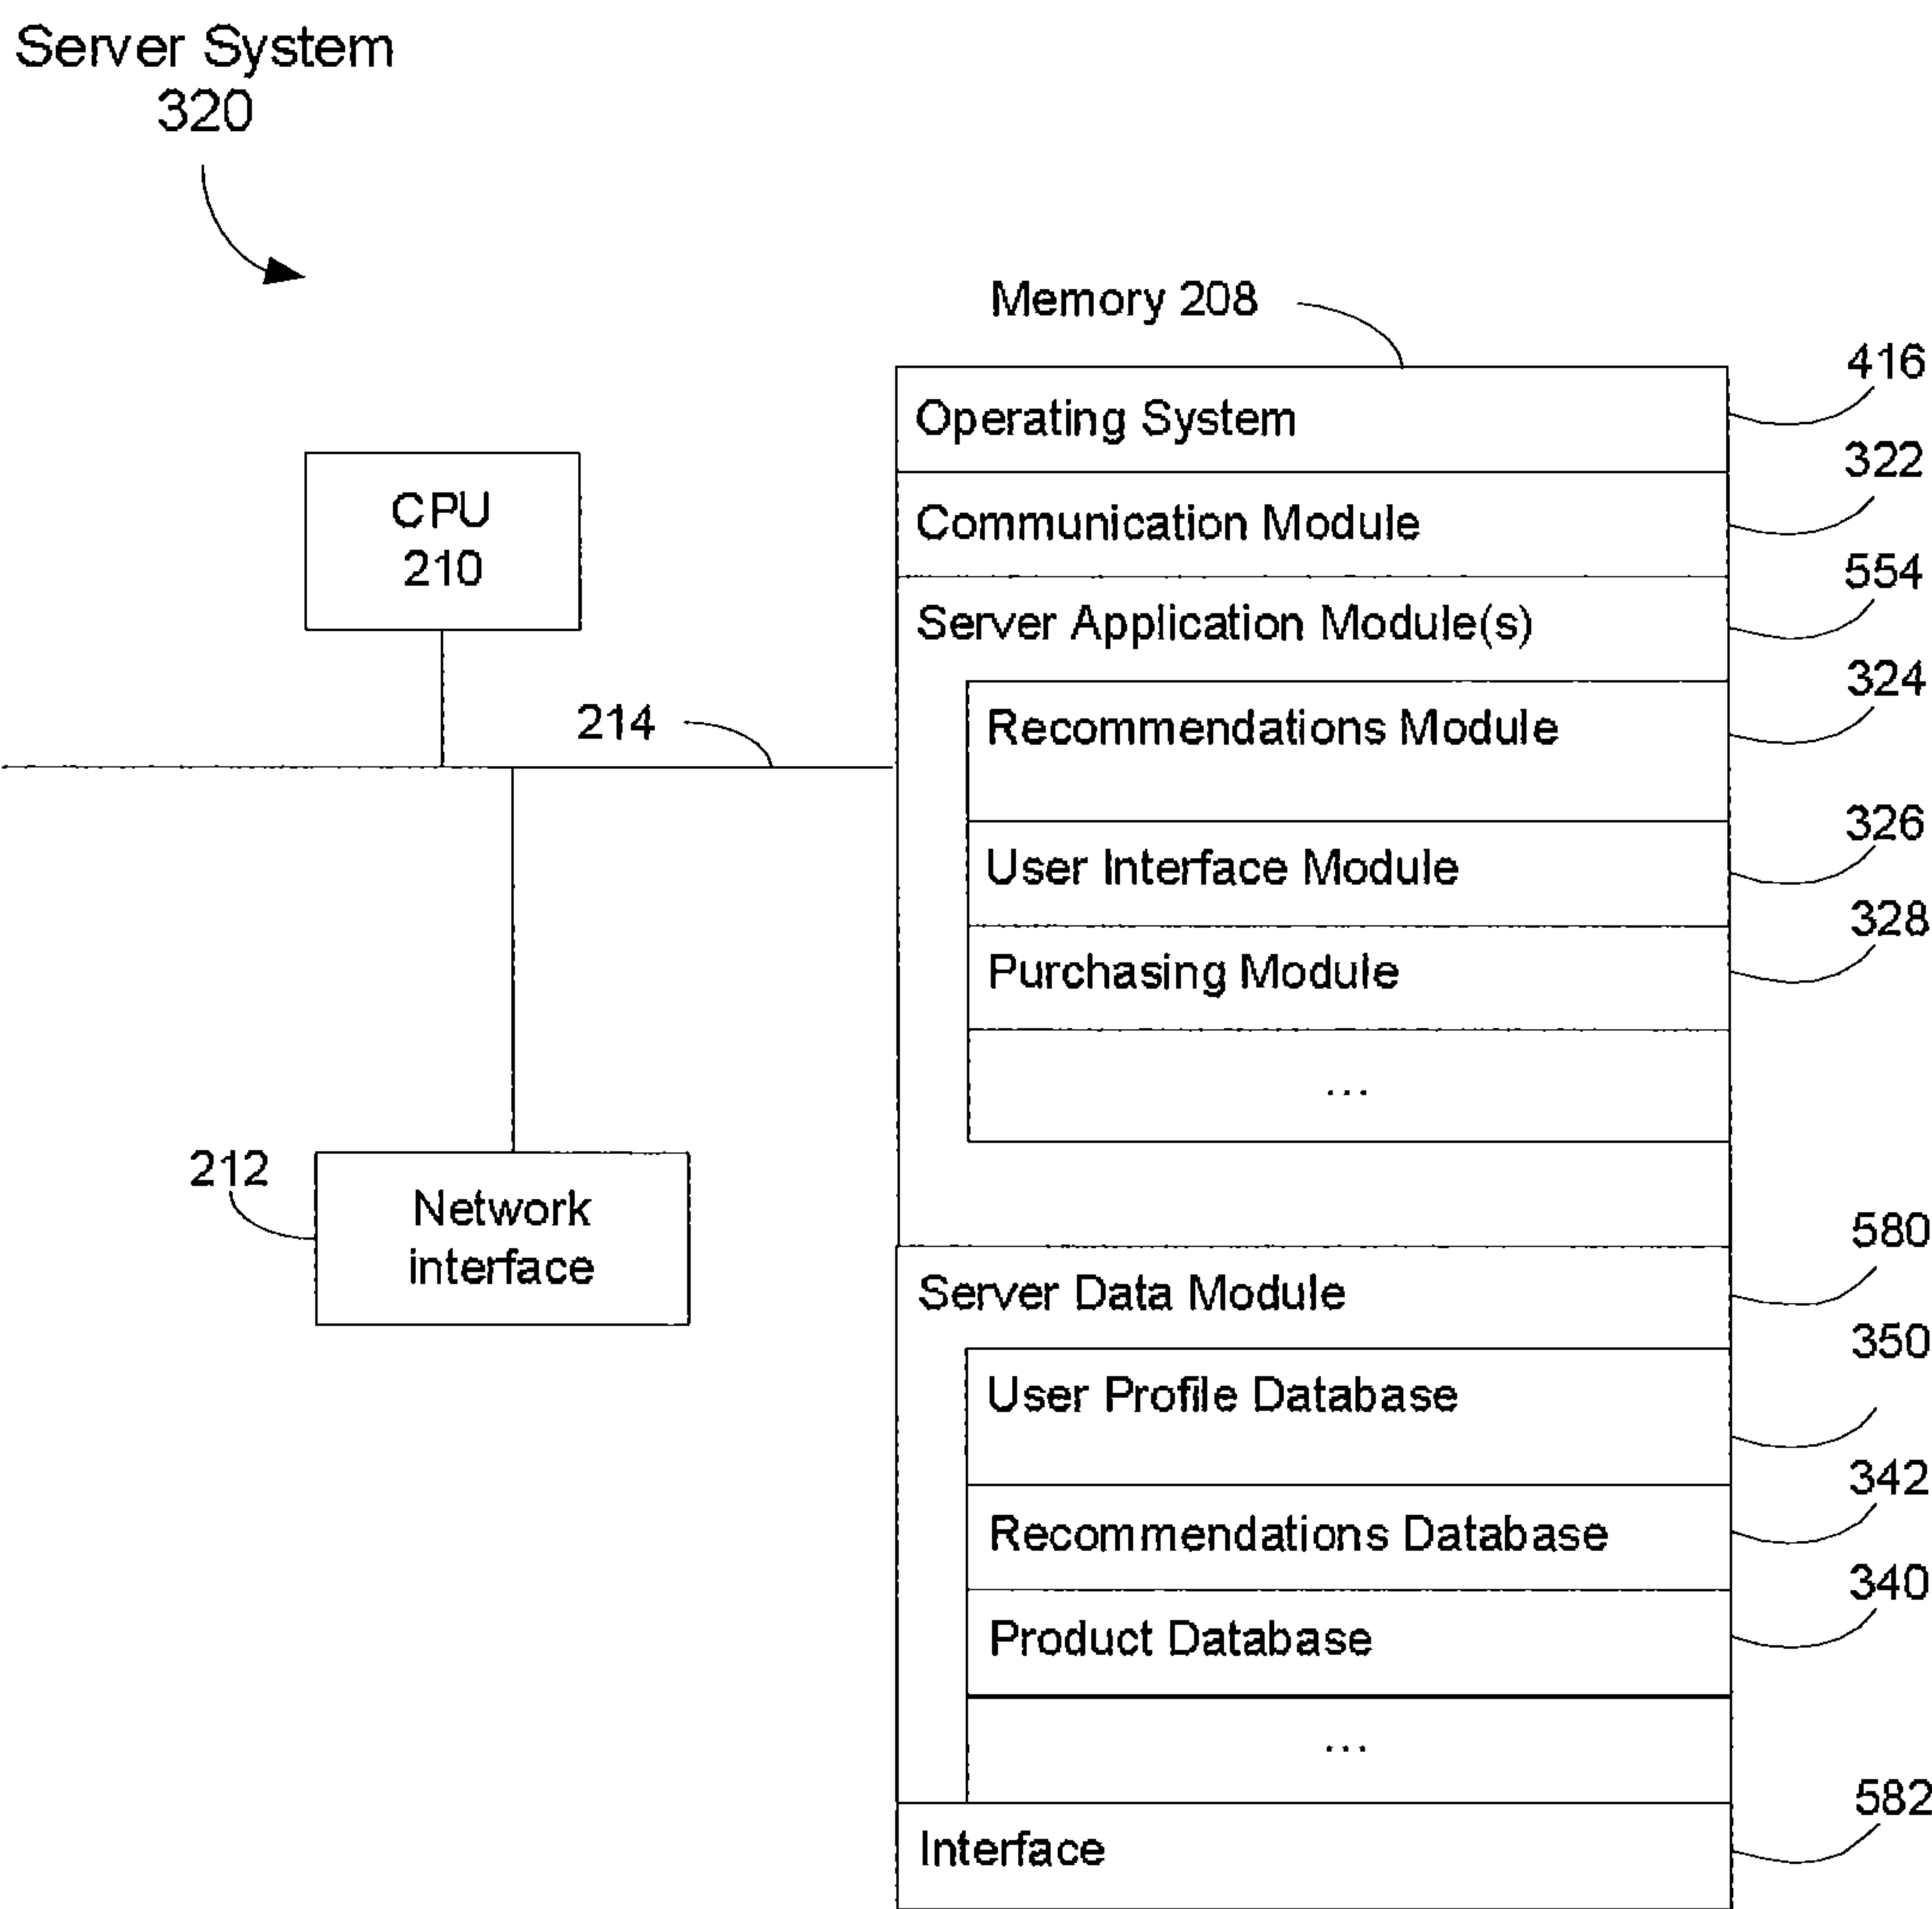 Server System
320
Memory 208
416
Operating System
322
Communication Module
CPU
210
554
Server Application Module(s)
324
Recommendations Module
214
326
User Interface Module
328
Purchasing Module
...
212
Network
interface
580
Server Data Module
350
User Profile Database
342
Recommendations Database
340
Product Database
...
582
Interface